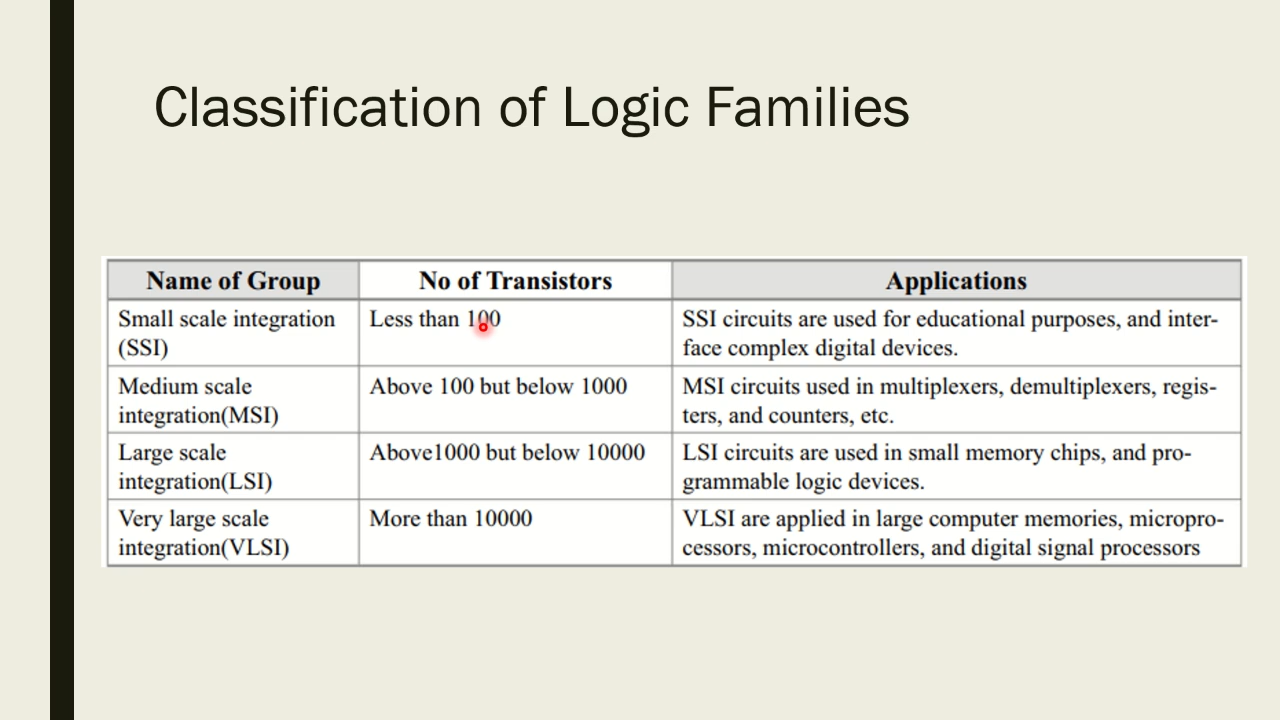 Classification of Logic Families
Name of Group No of Transistors Applications
Small scale integration Less than 100 SSI circuits are used for educational purposes, and inter-
(SSI) face complex digital devices.
Medium scale Above 100 but below 1000 MSI circuits used in multiplexers, demultiplexers, regis-
integration(MSI) ters, and counters, etc.
Large scale Above1000 but below 10000 LSI circuits are used in small memory chips, and pro-
integration(LSI) grammable logic devices.
Very large scale More than 10000 VLSI are applied in large computer memories, micropro-
integration(VLSI) cessors, microcontrollers, and digital signal processors